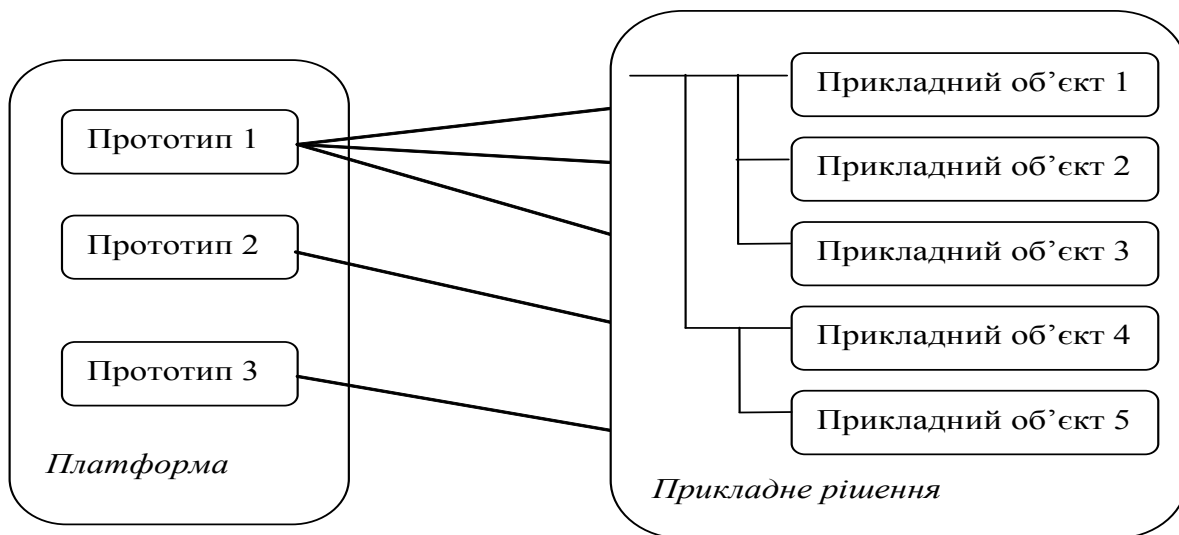 Прототип 1
Прототип 2
Прототип 3
Платформа
Прикладний об’єкт 1
Прикладний об’єкт 2
Прикладний об’єкт 3
Прикладний об’єкт 4
Прикладний об’єкт 5
Прикладне рішення